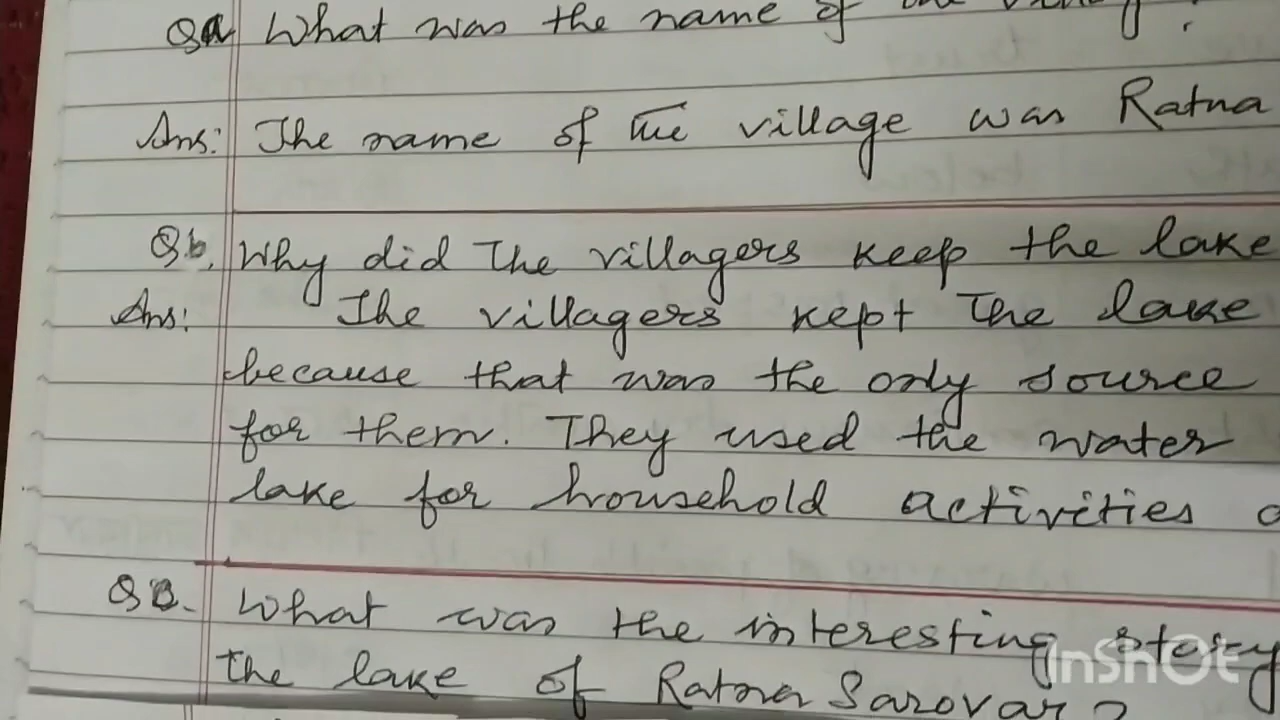 Qa What was the name of
Ans: The name of the village was Ratna
Qb, Why did The villagers keep the lake
Ans: The villagers kept The lake
because that was the only source
for them. They used the water
lake for household activities
Qc. What was the interesting story
the lake of Ratna Sarovar?
InShOt